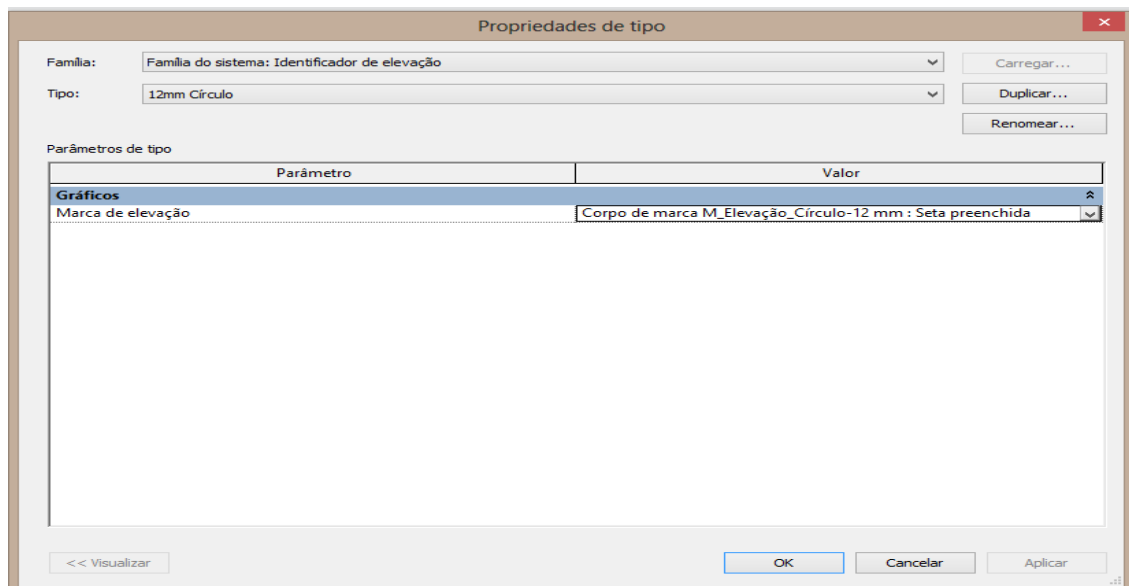 Propriedades de tipo
Família: Família do sistema: Identificador de elevação Carregar...
Tipo: 12mm Círculo Duplicar...
Renomear...
Parâmetros de tipo
Parâmetro Valor
Gráficos
Marca de elevação Corpo de marca M_Elevação_Círculo-12 mm : Seta preenchida
<< Visualizar OK Cancelar Aplicar